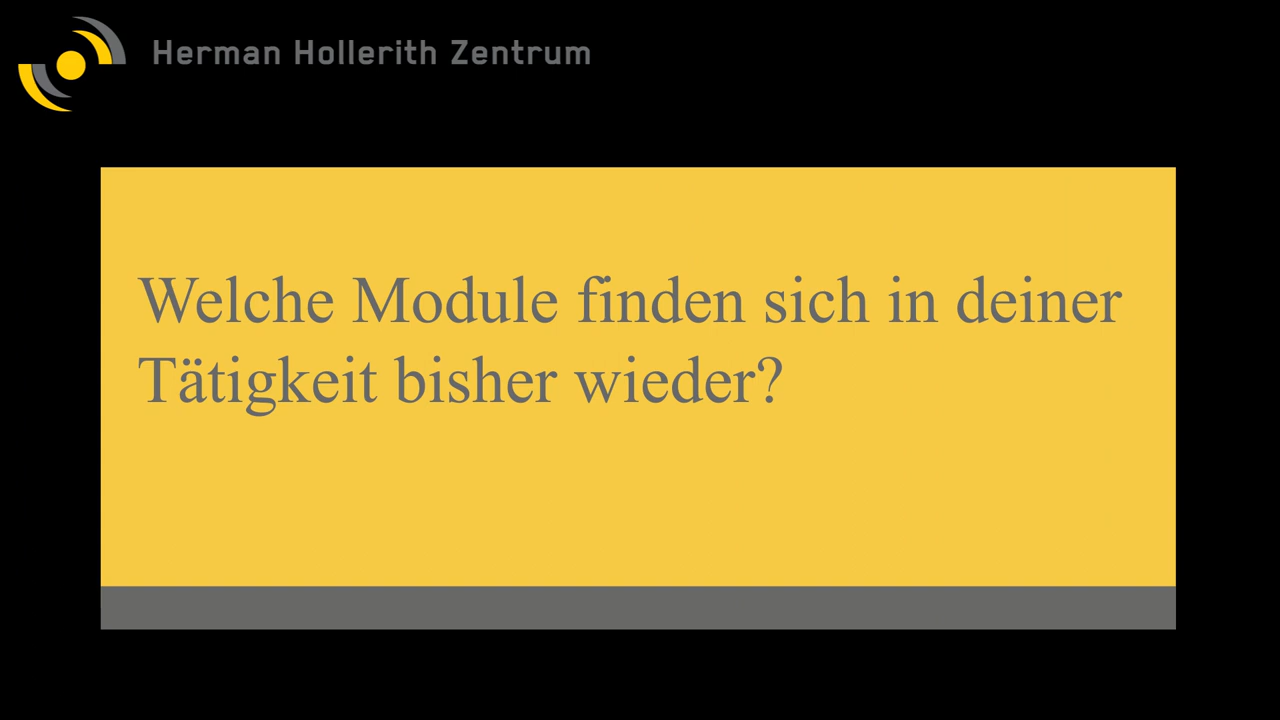 Herman Hollerith Zentrum
Welche Module finden sich in deiner
Tätigkeit bisher wieder?